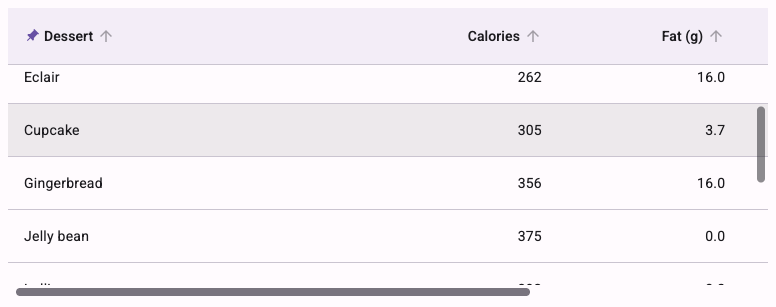 Dessert Calories Fat (g)
Eclair 262 16.0
Cupcake 305 3.7
Gingerbread 356 16.0
Jelly bean 375 0.0